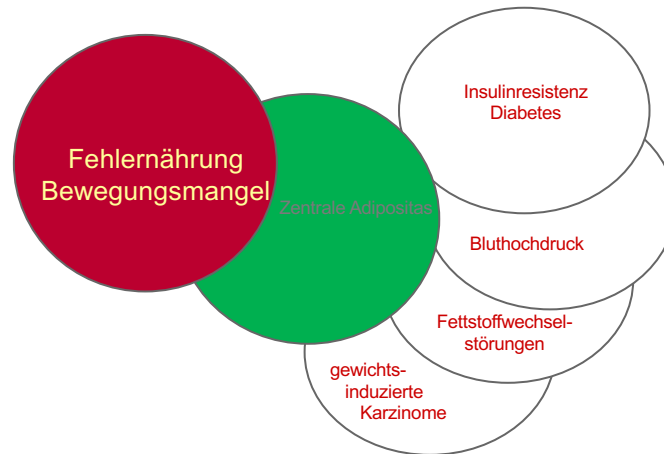 Fehlernährung
Bewegungsmangel
Zentrale Adipositas
Insulinresistenz
Diabetes
Bluthochdruck
Fettstoffwechsel-
störungen
gewichts-
induzierte
Karzinome